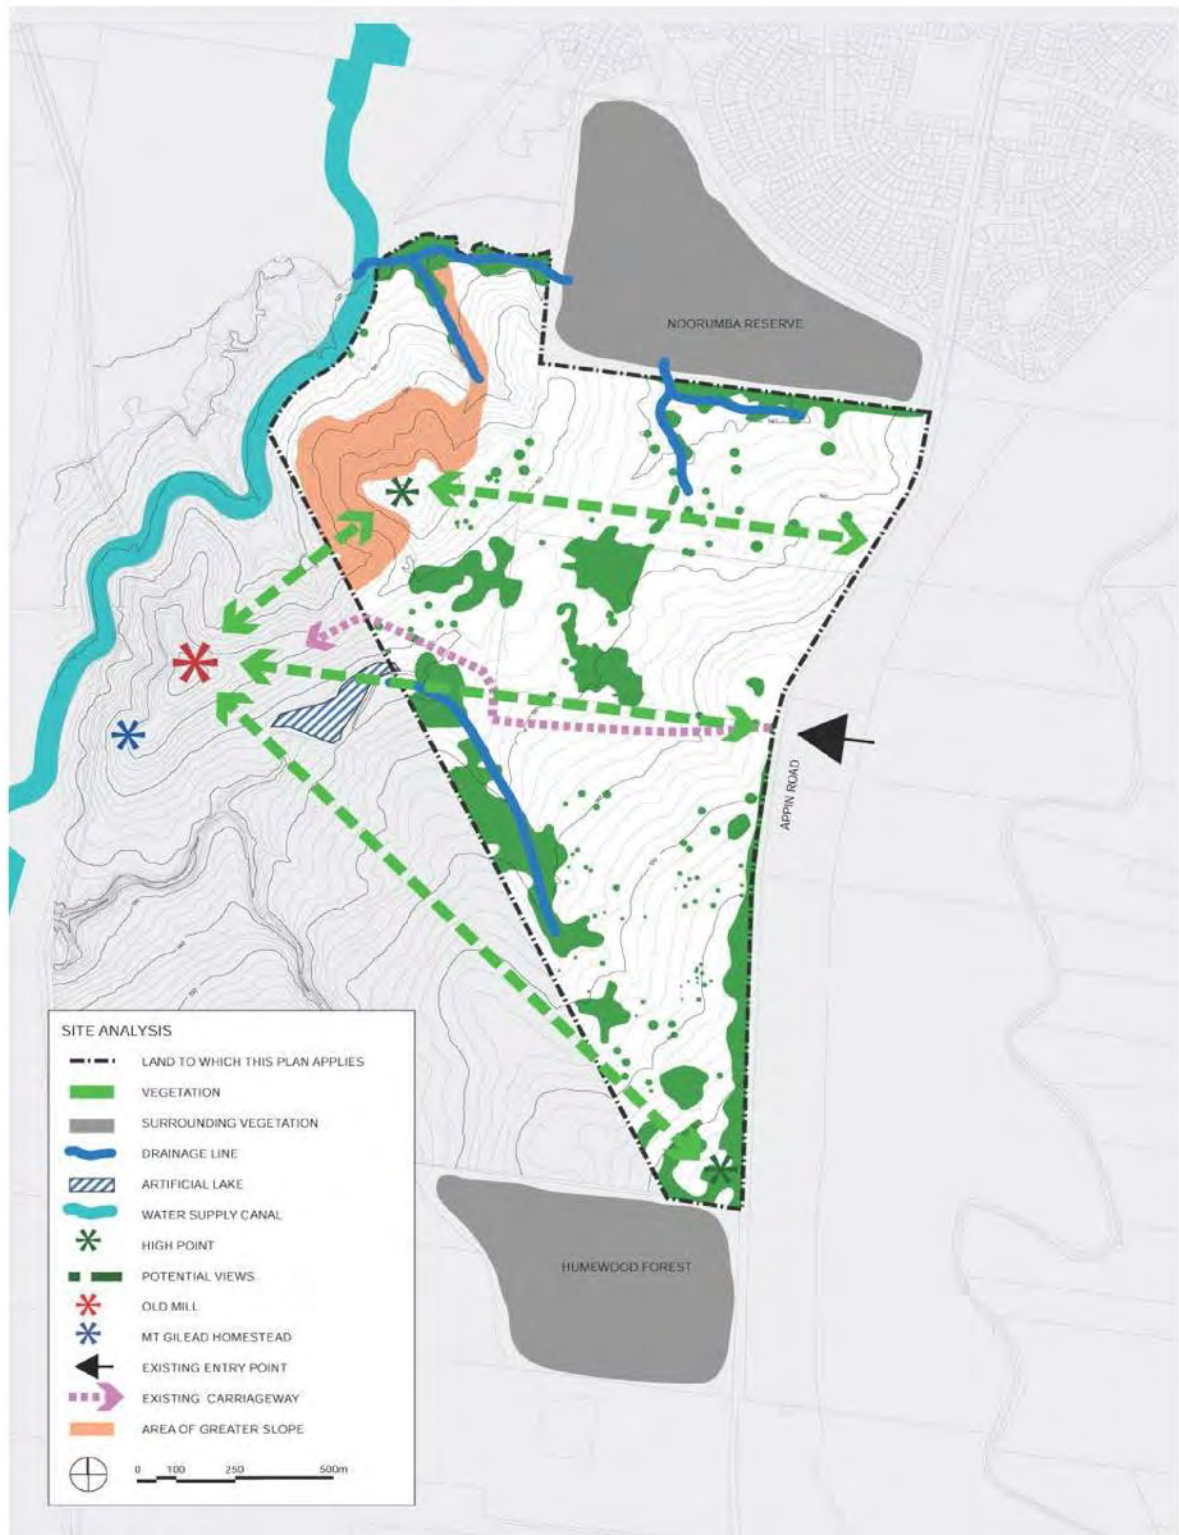 NOORUMBA RESERVE
APPIN ROAD
HUMEWOOD FOREST
SITE ANALYSIS
LAND TO WHICH THIS PLAN APPLIES
VEGETATION
SURROUNDING VEGETATION
DRAINAGE LINE
ARTIFICIAL LAKE
WATER SUPPLY CANAL
HIGH POINT
POTENTIAL VIEWS
OLD MILL
MT GILEAD HOMESTEAD
EXISTING ENTRY POINT
EXISTING CARRIAGEWAY
AREA OF GREATER SLOPE
0 100 250 500m